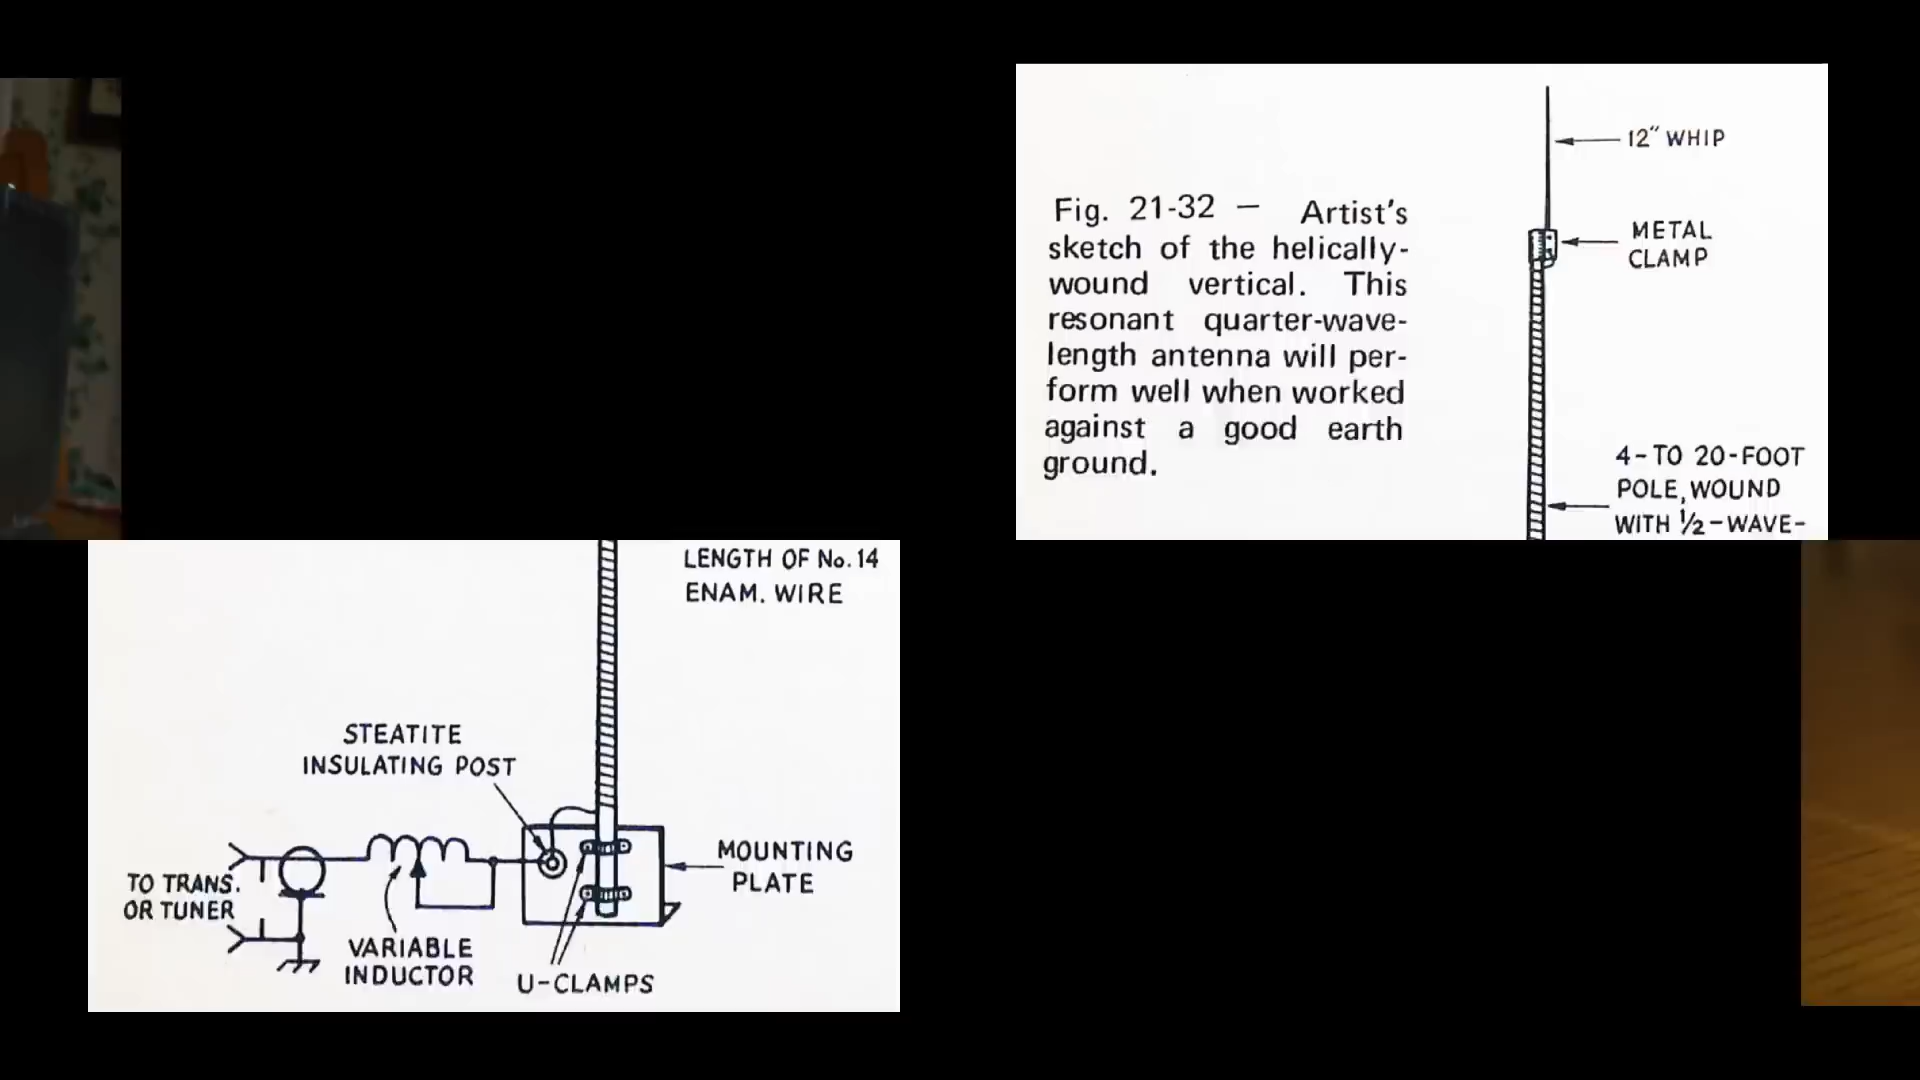 Fig. 21-32 — Artist's
sketch of the helically-
wound vertical. This
resonant quarter-wave-
length antenna will per-
form well when worked
against a good earth
ground.
12" WHIP
METAL
CLAMP
4-TO 20-FOOT
POLE, WOUND
WITH ½-WAVE-
LENGTH OF No. 14
ENAM. WIRE
STEATITE
INSULATING POST
MOUNTING
PLATE
TO TRANS.
OR TUNER
VARIABLE
INDUCTOR
U-CLAMPS